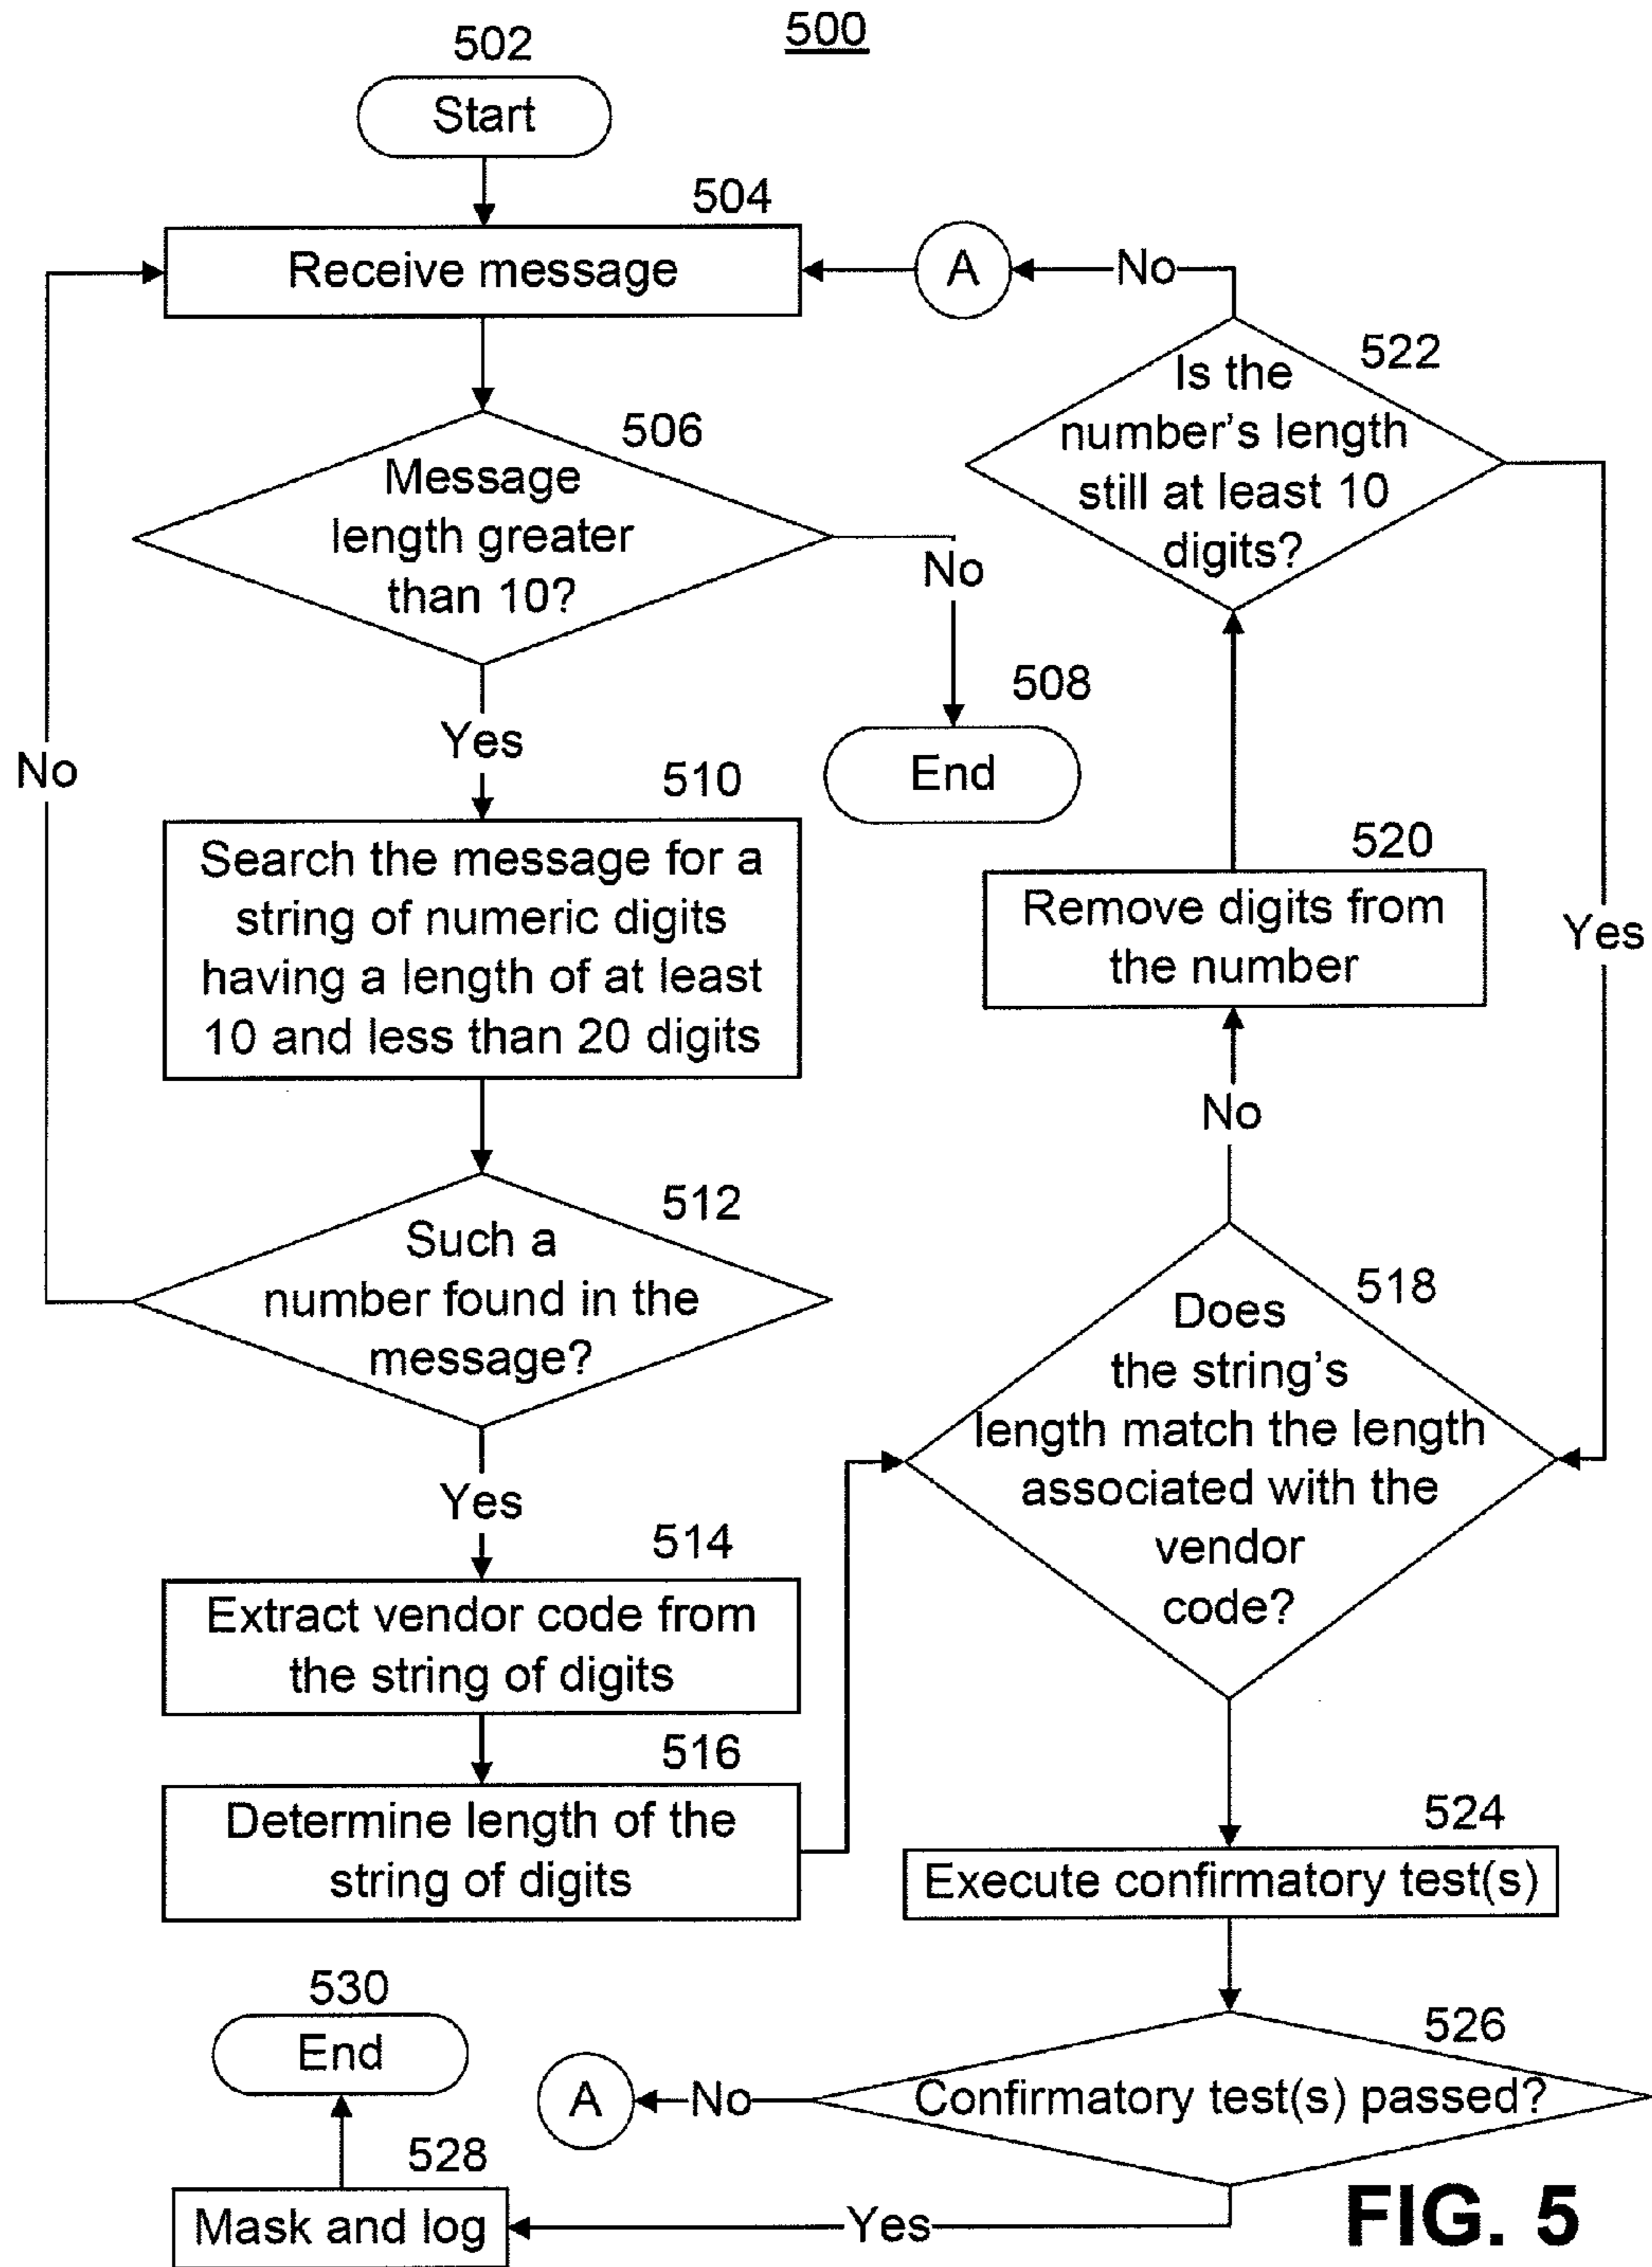 500
502
Start
504
Receive message
A
No
522
Is the
number's length
still at least 10
digits?
506
Message
length greater
than 10?
No
508
End
Yes
No
510
Search the message for a
string of numeric digits
having a length of at least
10 and less than 20 digits
520
Remove digits from
the number
Yes
No
512
Such a
number found in the
message?
518
Does
the string's
length match the length
associated with the
vendor
code?
Yes
514
Extract vendor code from
the string of digits
516
Determine length of the
string of digits
524
Execute confirmatory test(s)
530
End
526
Confirmatory test(s) passed?
No
A
528
Mask and log
Yes
FIG. 5